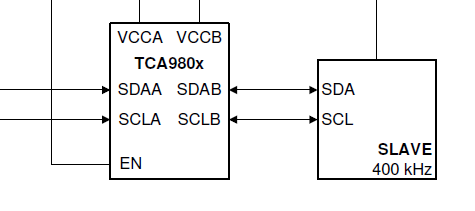 VCCA VCCB
TCA980x
SDAA SDAB
SCLA SCLB
EN
SDA
SCL
SLAVE
400 kHz